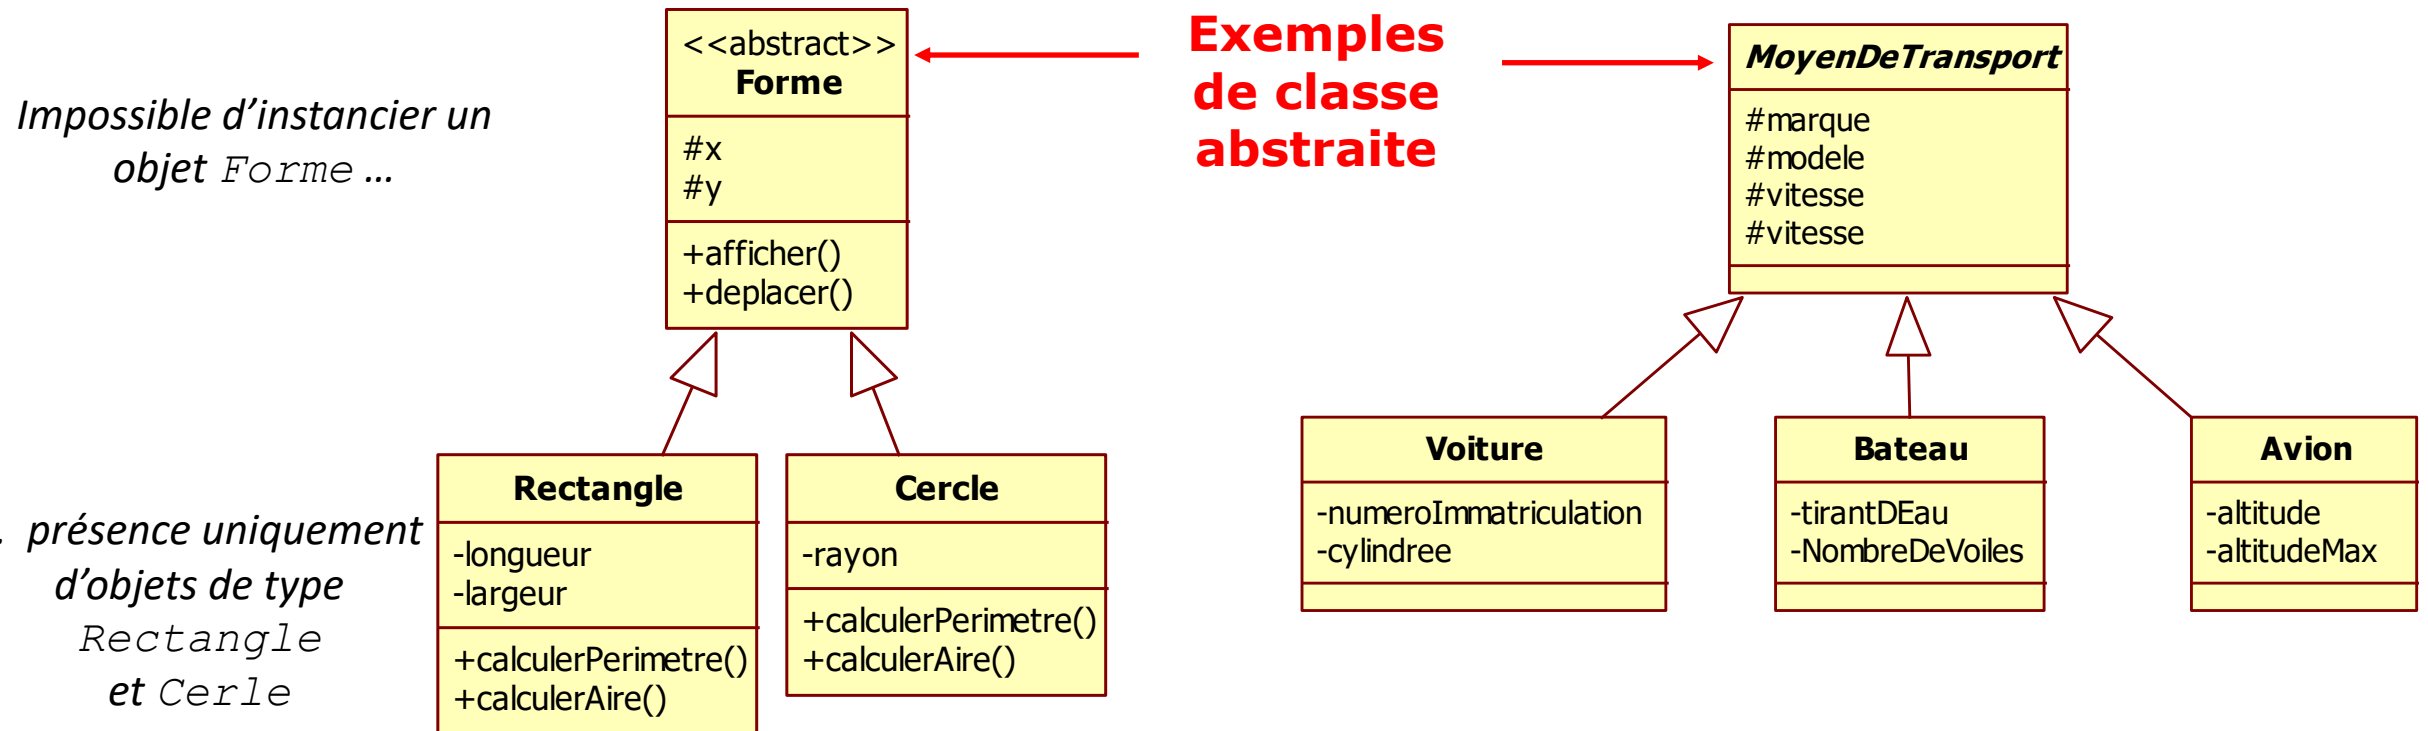 Impossible d’instancier un
objet Forme …
. présence uniquement
d’objets de type
Rectangle
et Cerle
<<abstract>>
Forme
#x
#y
+afficher()
+deplacer()
Rectangle
-longueur
-largeur
+calculerPerimetre()
+calculerAire()
Cercle
-rayon
+calculerPerimetre()
+calculerAire()
Exemples
de classe
abstraite
MoyenDeTransport
#marque
#modele
#vitesse
#vitesse
Voiture
-numeroImmatriculation
-cylindree
Bateau
-tirantDEau
-NombreDeVoiles
Avion
-altitude
-altitudeMax